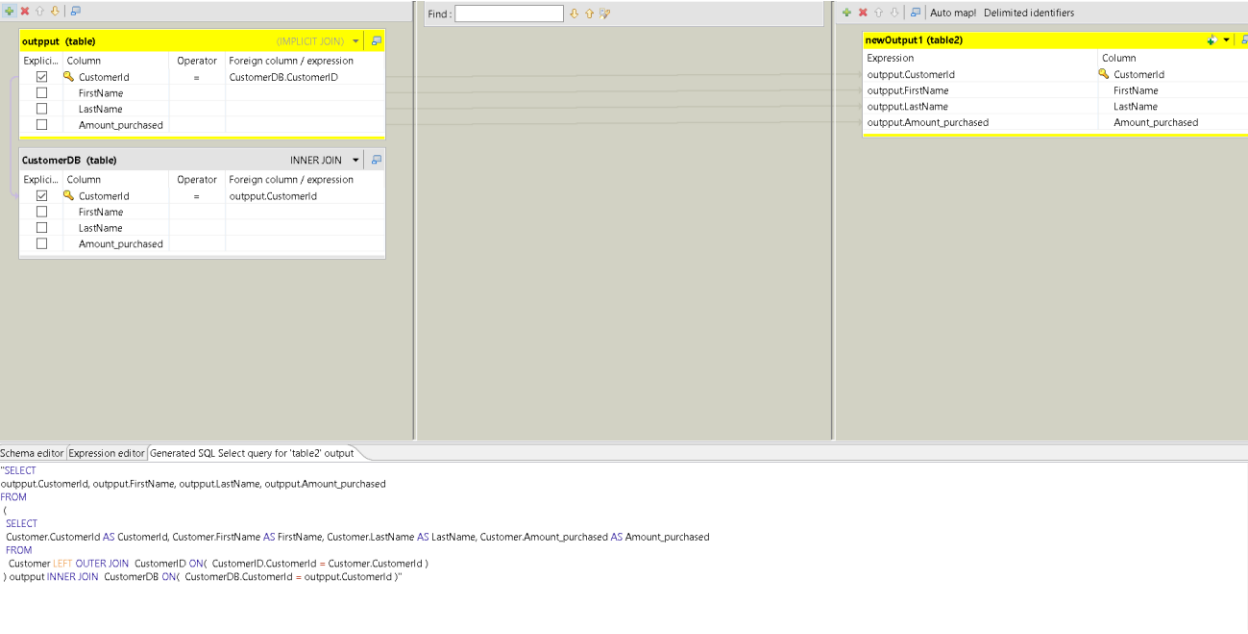 Find :
Auto map! Delimited identifiers
outpput (table) (IMPLICIT JOIN)
Explici... Column Operator Foreign column / expression
CustomerId = CustomerDB.CustomerID
FirstName
LastName
Amount_purchased
CustomerDB (table) INNER JOIN
Explici... Column Operator Foreign column / expression
CustomerId = outpput.CustomerId
FirstName
LastName
Amount_purchased
newOutput1 (table2)
Expression Column
outpput.CustomerId CustomerId
outpput.FirstName FirstName
outpput.LastName LastName
outpput.Amount_purchased Amount_purchased
Schema editor Expression editor Generated SQL Select query for 'table2' output
"SELECT
outpput.CustomerId, outpput.FirstName, outpput.LastName, outpput.Amount_purchased
FROM
(
SELECT
Customer.CustomerId AS CustomerId, Customer.FirstName AS FirstName, Customer.LastName AS LastName, Customer.Amount_purchased AS Amount_purchased
FROM
Customer LEFT OUTER JOIN CustomerID ON( CustomerID.CustomerId = Customer.CustomerId )
) outpput INNER JOIN CustomerDB ON( CustomerDB.CustomerId = outpput.CustomerId )"